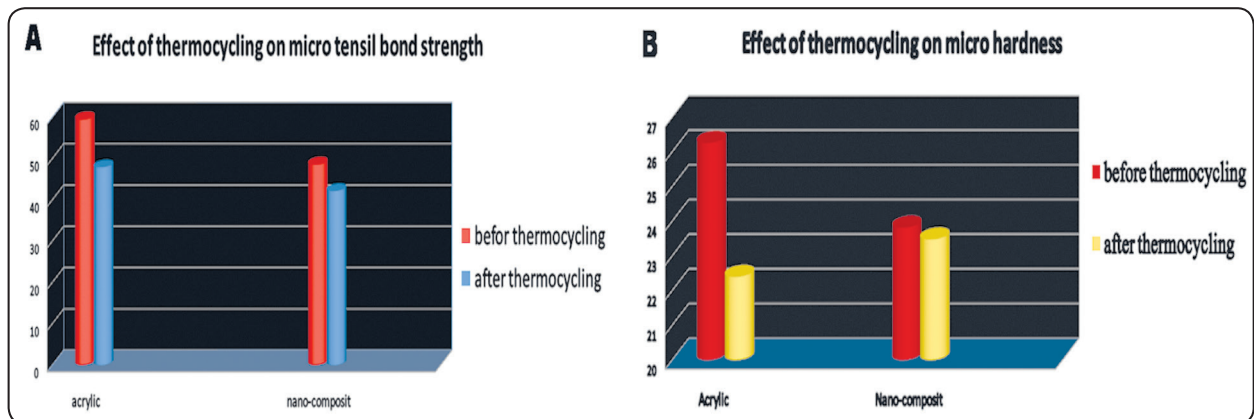 A
Effect of thermocycling on micro tensil bond strength
60
50
40
30
20
10
0
acrylic
nano-composit
befor thermocycling
after thermocycling
B
Effect of thermocycling on micro hardness
27
26
25
24
23
22
21
20
Acrylic
Nano-composit
before thermocycling
after thermocycling